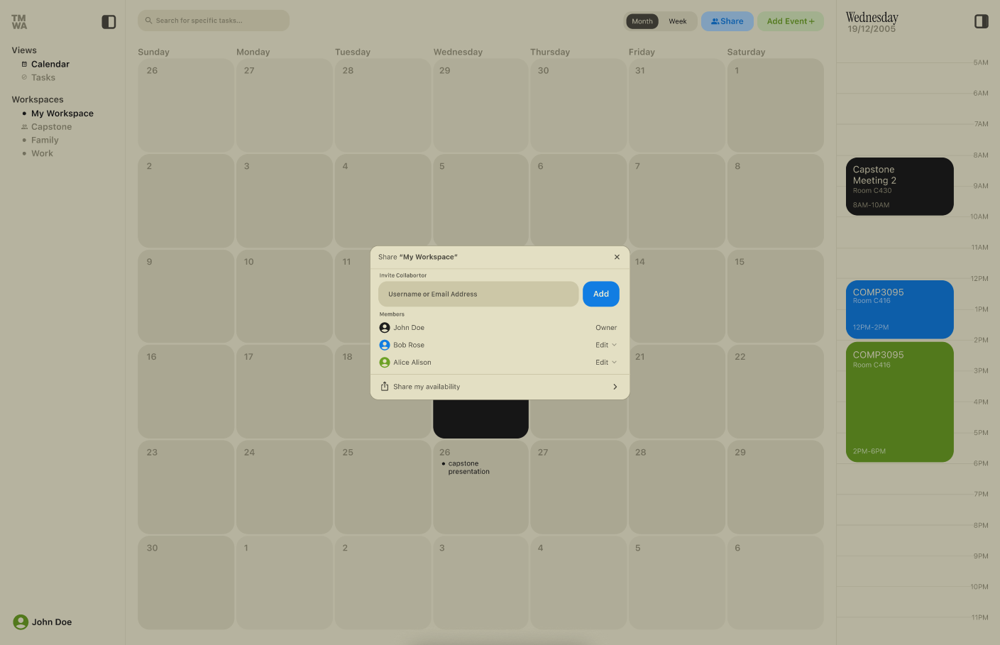 TM
WA
Views
Calendar
Tasks
Workspaces
My Workspace
Capstone
Family
Work
John Doe
Search for specific tasks...
Month
Week
Share
Add Event+
Sunday
Monday
Tuesday
Wednesday
Thursday
Friday
Saturday
26
27
28
29
30
31
1
2
3
4
5
6
7
8
9
10
11
14
15
16
17
18
21
22
23
24
25
26
capstone
presentation
27
28
29
30
1
2
3
4
5
6
Share “My Workspace”
Invite Collabortor
Username or Email Address
Add
Members
John Doe
Owner
Bob Rose
Edit
Alice Alison
Edit
Share my availability
Wednesday
19/12/2005
5AM
6AM
7AM
8AM
Capstone
Meeting 2
Room C430
8AM-10AM
9AM
10AM
11AM
12PM
COMP3095
Room C416
12PM-2PM
1PM
2PM
COMP3095
Room C416
2PM-6PM
3PM
4PM
5PM
6PM
7PM
8PM
9PM
10PM
11PM